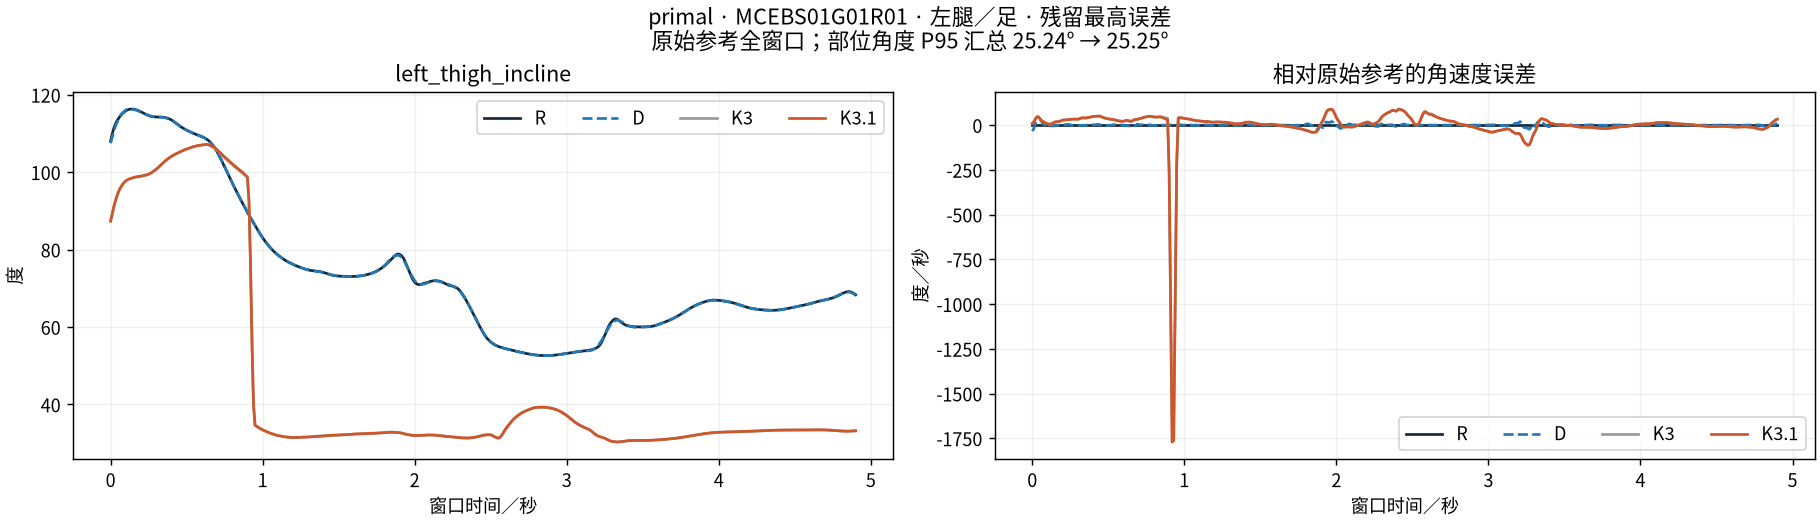 primal · MCEBS01G01R01 · 左腿／足 · 残留最高误差
原始参考全窗口；部位角度 P95 汇总 25.24° → 25.25°
left_thigh_incline
120
100
80
60
40
度
0 1 2 3 4 5
窗口时间／秒
R D K3 K3.1
相对原始参考的角速度误差
0
-250
-500
-750
-1000
-1250
-1500
-1750
度／秒
0 1 2 3 4 5
窗口时间／秒
R D K3 K3.1